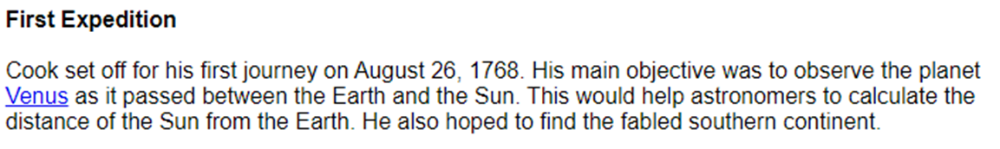 First Expedition
Cook set off for his first journey on August 26, 1768. His main objective was to observe the planet
Venus as it passed between the Earth and the Sun. This would help astronomers to calculate the
distance of the Sun from the Earth. He also hoped to find the fabled southern continent.